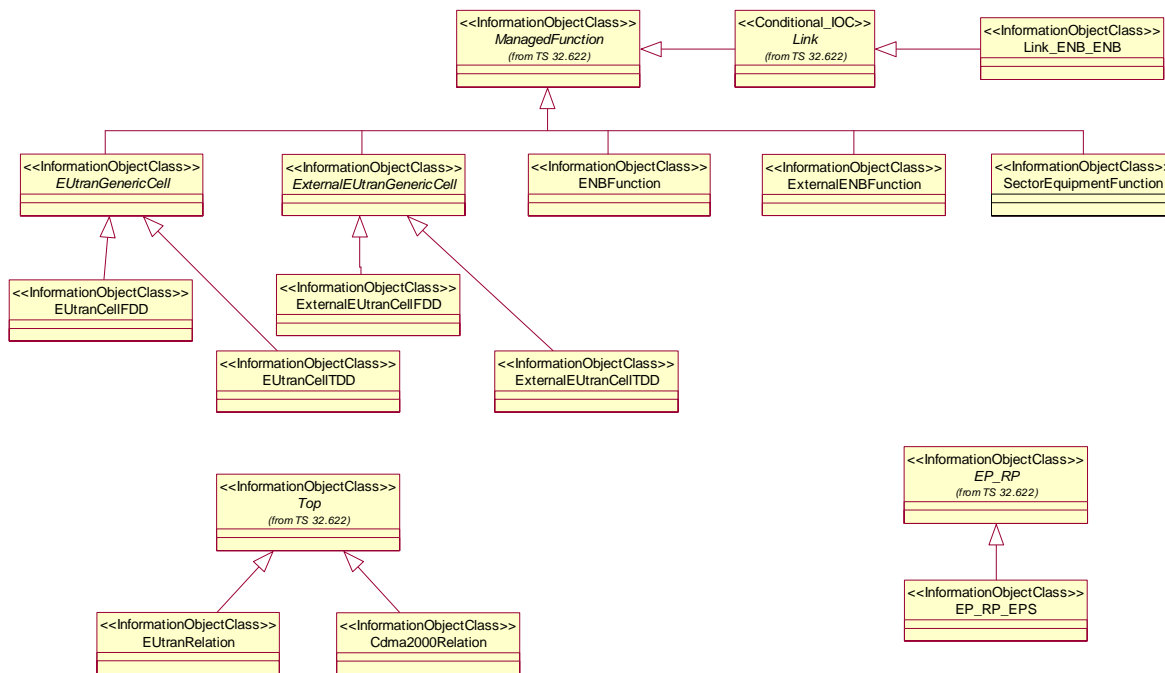 <<InformationObjectClass>>
ManagedFunction
(from TS 32.622)
<<Conditional_IOC>>
Link
(from TS 32.622)
<<InformationObjectClass>>
Link_ENB_ENB
<<InformationObjectClass>>
EUtranGenericCell
<<InformationObjectClass>>
ExternalEUtranGenericCell
<<InformationObjectClass>>
ENBFunction
<<InformationObjectClass>>
ExternalENBFunction
<<InformationObjectClass>>
SectorEquipmentFunction
<<InformationObjectClass>>
EUtranCellFDD
<<InformationObjectClass>>
ExternalEUtranCellFDD
<<InformationObjectClass>>
EUtranCellTDD
<<InformationObjectClass>>
ExternalEUtranCellTDD
<<InformationObjectClass>>
Top
(from TS 32.622)
<<InformationObjectClass>>
EP_RP
(from TS 32.622)
<<InformationObjectClass>>
EUtranRelation
<<InformationObjectClass>>
Cdma2000Relation
<<InformationObjectClass>>
EP_RP_EPS